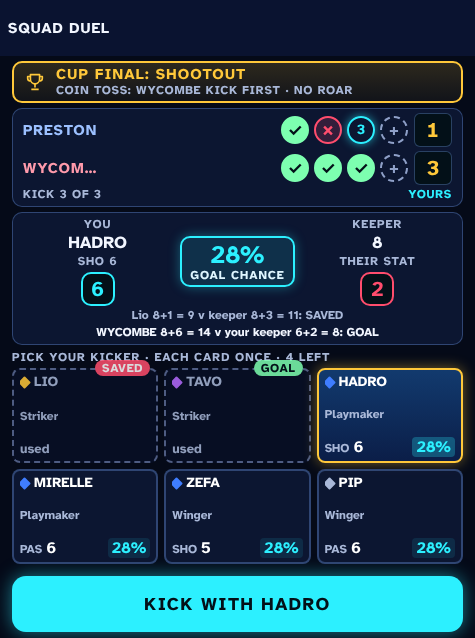 SQUAD DUEL
CUP FINAL: SHOOTOUT
COIN TOSS: WYCOMBE KICK FIRST · NO ROAR
PRESTON 3 + 1
WYCOM... + 3
KICK 3 OF 3 YOURS
YOU KEEPER
HADRO 28% 8
SHO 6 GOAL CHANCE THEIR STAT
6 2
Lio 8+1 = 9 v keeper 8+3 = 11: SAVED
WYCOMBE 8+6 = 14 v your keeper 6+2 = 8: GOAL
PICK YOUR KICKER · EACH CARD ONCE · 4 LEFT
SAVED GOAL
LIO TAVO HADRO
Striker Striker Playmaker
used used SHO 6 28%
MIRELLE ZEFA PIP
Playmaker Winger Winger
PAS 6 28% SHO 5 28% PAS 6 28%
KICK WITH HADRO